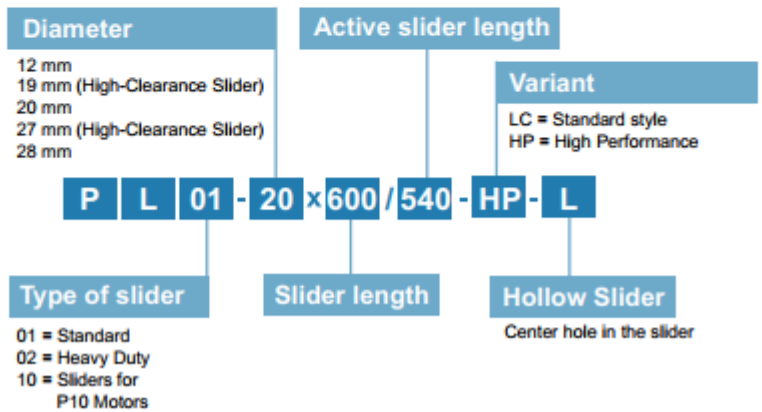 Diameter
12 mm
19 mm (High-Clearance Slider)
20 mm
27 mm (High-Clearance Slider)
28 mm
Active slider length
Variant
LC = Standard style
HP = High Performance
P L 01 - 20 x 600 / 540 - HP - L
Type of slider
01 = Standard
02 = Heavy Duty
10 = Sliders for
P10 Motors
Slider length
Hollow Slider
Center hole in the slider